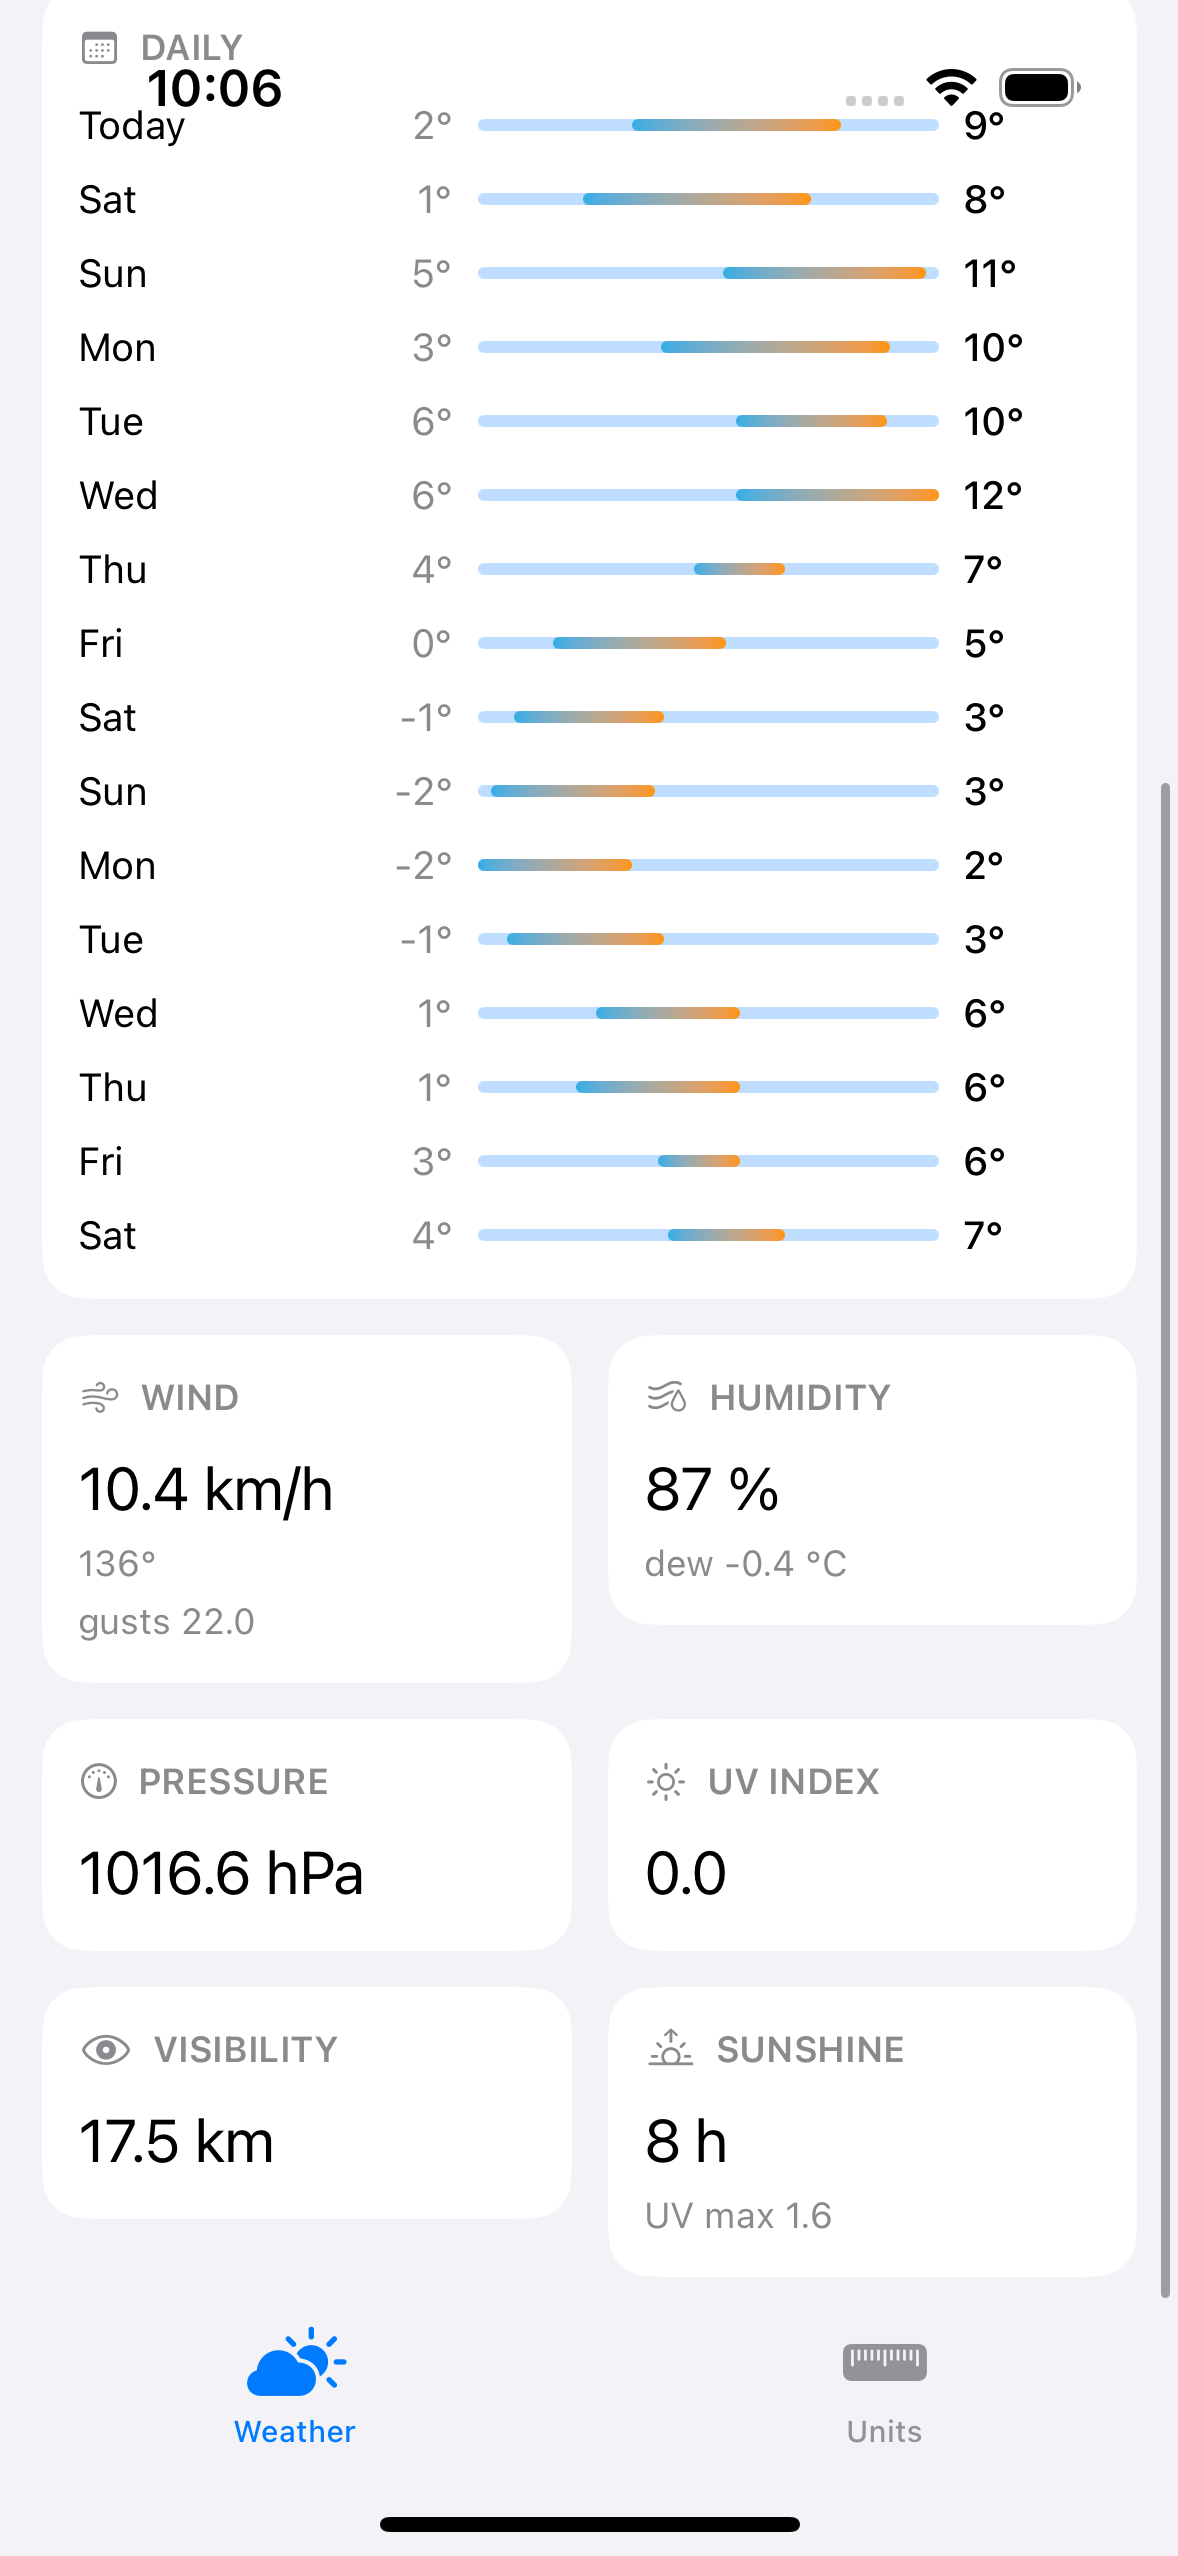 DAILY
10:06
Today 2° 9°
Sat 1° 8°
Sun 5° 11°
Mon 3° 10°
Tue 6° 10°
Wed 6° 12°
Thu 4° 7°
Fri 0° 5°
Sat -1° 3°
Sun -2° 3°
Mon -2° 2°
Tue -1° 3°
Wed 1° 6°
Thu 1° 6°
Fri 3° 6°
Sat 4° 7°
WIND
10.4 km/h
136°
gusts 22.0
HUMIDITY
87 %
dew -0.4 °C
PRESSURE
1016.6 hPa
UV INDEX
0.0
VISIBILITY
17.5 km
SUNSHINE
8 h
UV max 1.6
Weather
Units